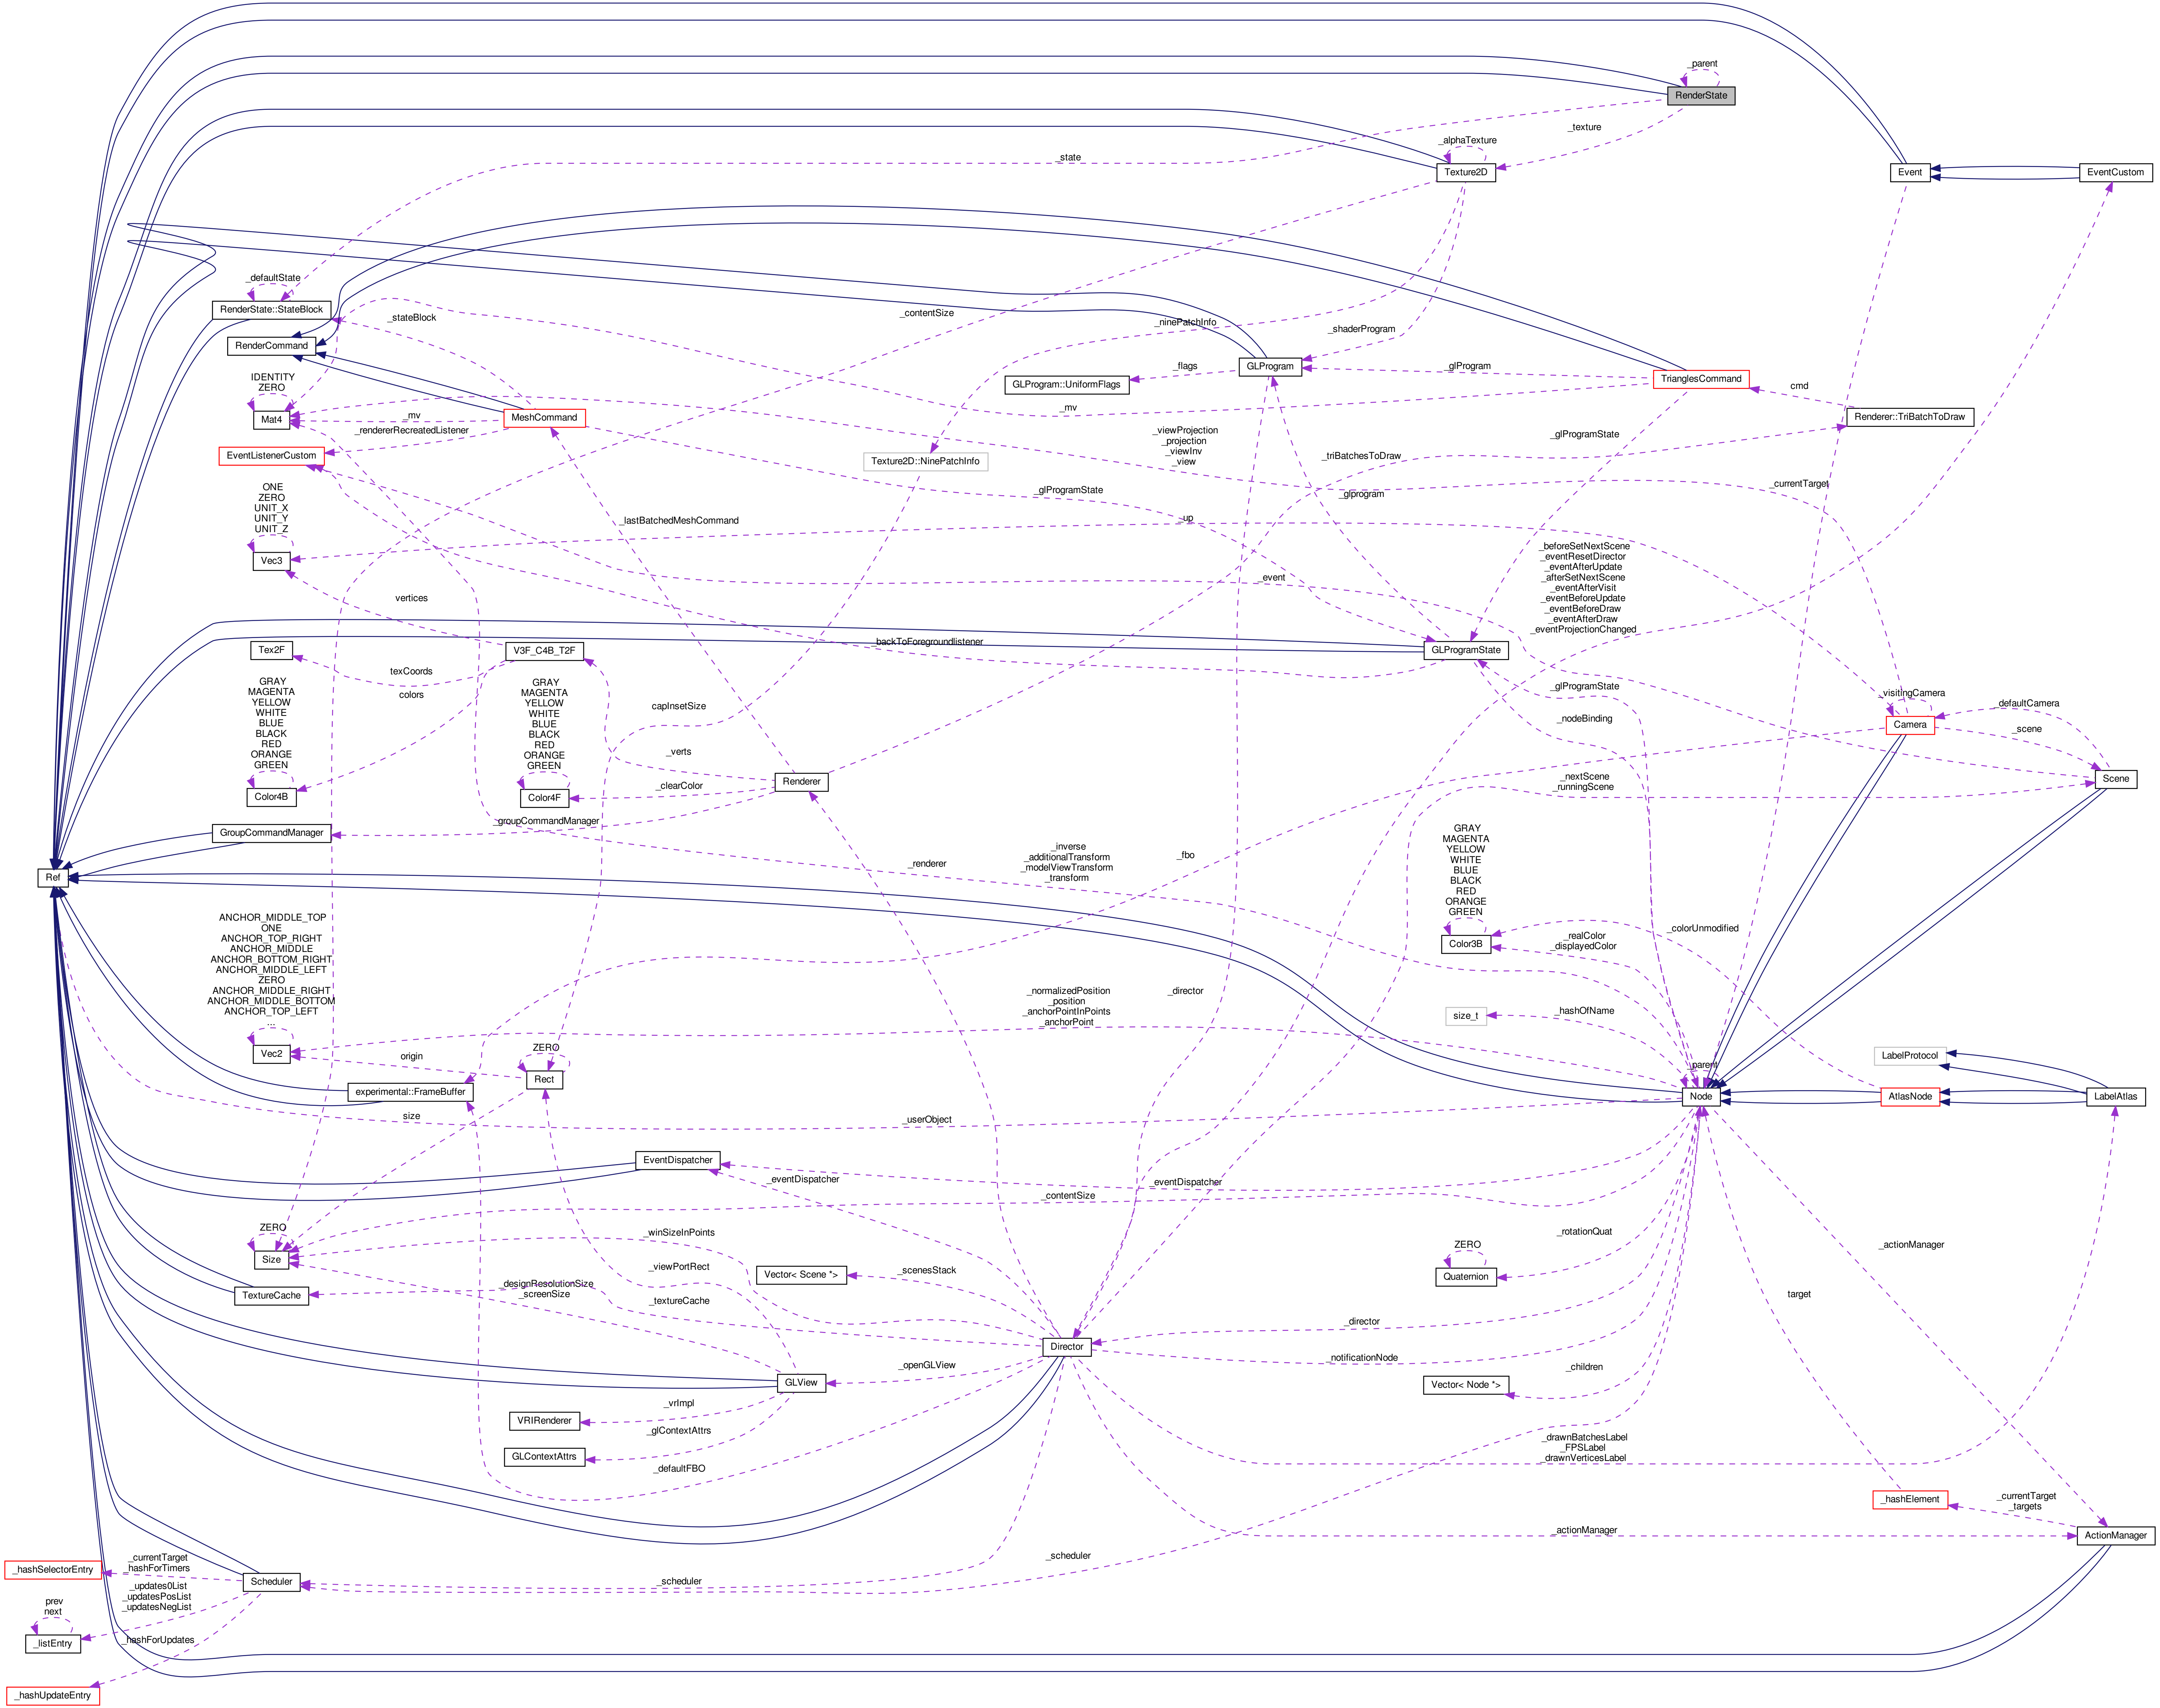 _parent
RenderState
_texture
_alphaTexture
_state
Texture2D
Event
EventCustom
_defaultState
RenderState::StateBlock
_stateBlock
_contentSize
_ninePatchInfo
_shaderProgram
RenderCommand
GLProgram
_flags
_glProgram
GLProgram::UniformFlags
TrianglesCommand
cmd
IDENTITY
ZERO
Mat4
_mv
MeshCommand
_mv
Renderer::TriBatchToDraw
_rendererRecreatedListener
EventListenerCustom
_viewProjection
_projection
_viewInv
_view
_glProgramState
Texture2D::NinePatchInfo
_triBatchesToDraw
_currentTarget
ONE
ZERO
UNIT_X
UNIT_Y
UNIT_Z
Vec3
_glProgramState
_glprogram
_lastBatchedMeshCommand
_up
_beforeSetNextScene
_eventResetDirector
_eventAfterUpdate
_afterSetNextScene
_eventAfterVisit
_eventBeforeUpdate
_eventBeforeDraw
_eventAfterDraw
_eventProjectionChanged
_event
vertices
_backToForegroundlistener
Tex2F
V3F_C4B_T2F
GLProgramState
texCoords
colors
GRAY
MAGENTA
YELLOW
WHITE
BLUE
BLACK
RED
ORANGE
GREEN
Color4B
GRAY
MAGENTA
YELLOW
WHITE
BLUE
BLACK
RED
ORANGE
GREEN
Color4F
_glProgramState
_visitingCamera
_defaultCamera
capInsetSize
_nodeBinding
Camera
_scene
_verts
Renderer
_clearColor
_nextScene
_runningScene
Scene
_groupCommandManager
GroupCommandManager
GRAY
MAGENTA
YELLOW
WHITE
BLUE
BLACK
RED
ORANGE
GREEN
Color3B
_inverse
_additionalTransform
_modelViewTransform
_transform
_fbo
_renderer
Ref
ANCHOR_MIDDLE_TOP
ONE
ANCHOR_TOP_RIGHT
ANCHOR_MIDDLE
ANCHOR_BOTTOM_RIGHT
ANCHOR_MIDDLE_LEFT
ZERO
ANCHOR_MIDDLE_RIGHT
ANCHOR_MIDDLE_BOTTOM
ANCHOR_TOP_LEFT
...
Vec2
_realColor
_displayedColor
_colorUnmodified
_normalizedPosition
_position
_anchorPointInPoints
_anchorPoint
_director
size_t
_hashOfName
origin
ZERO
Rect
LabelProtocol
_parent
experimental::FrameBuffer
Node
AtlasNode
LabelAtlas
size
_userObject
EventDispatcher
_eventDispatcher
_eventDispatcher
_contentSize
ZERO
Size
_winSizeInPoints
_rotationQuat
ZERO
Quaternion
_actionManager
_viewPortRect
Vector< Scene *>
_scenesStack
_designResolutionSize
_screenSize
TextureCache
_textureCache
target
_director
Director
_notificationNode
_openGLView
_children
GLView
Vector< Node *>
_vrImpl
VRIRenderer
_glContextAttrs
GLContextAttrs
_drawnBatchesLabel
_FPSLabel
_drawnVerticesLabel
_defaultFBO
_hashElement
_currentTarget
_targets
_actionManager
ActionManager
_hashSelectorEntry
_currentTarget
_hashForTimers
Scheduler
_scheduler
_scheduler
_updates0List
_updatesPosList
_updatesNegList
prev
next
_listEntry
_hashForUpdates
_hashUpdateEntry